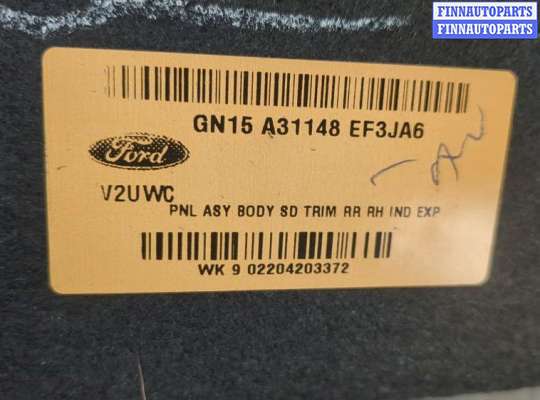 FINNAUTOPARTS
FINNAUTOPARTS
GN15 A31148 EF3JA6
Ford
V2UWC
PNL ASY BODY SD TRIM RR RH IND EXP
WK 9 02204203372